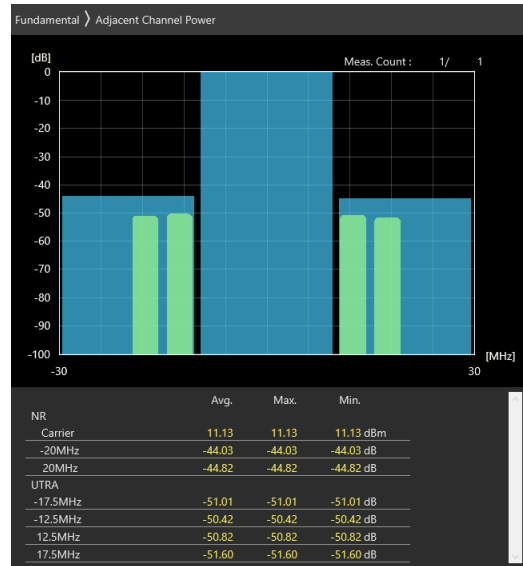 Fundamental 〉 Adjacent Channel Power
[dB]
Meas. Count : 1/ 1
0
-10
-20
-30
-40
-50
-60
-70
-80
-90
-100
[MHz]
-30 30
Avg. Max. Min.
NR
Carrier 11.13 11.13 11.13 dBm
-20MHz -44.03 -44.03 -44.03 dB
20MHz -44.82 -44.82 -44.82 dB
UTRA
-17.5MHz -51.01 -51.01 -51.01 dB
-12.5MHz -50.42 -50.42 -50.42 dB
12.5MHz -50.82 -50.82 -50.82 dB
17.5MHz -51.60 -51.60 -51.60 dB